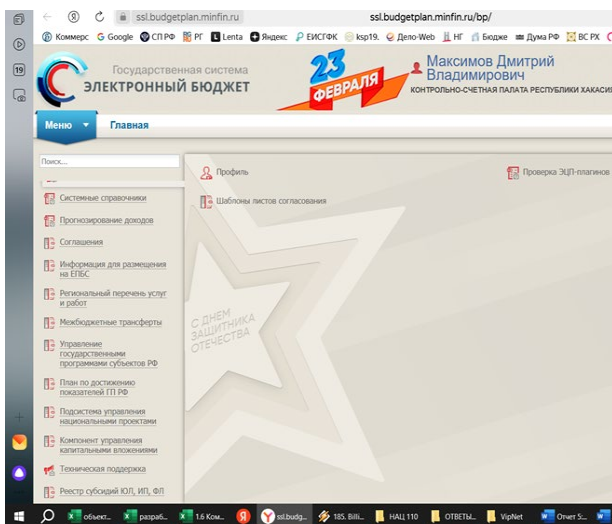 ssl.budgetplan.minfin.ru
ssl.budgetplan.minfin.ru/bp/
Коммерс
Google
СП РФ
РГ
Lenta
Яндекс
ЕИСГФК
ksp19.
Дело-Web
НГ
Бюдже
Дума РФ
ВС РХ
19
Государственная система
ЭЛЕКТРОННЫЙ БЮДЖЕТ
23
ФЕВРАЛЯ
Максимов Дмитрий
Владимирович
КОНТРОЛЬНО-СЧЕТНАЯ ПАЛАТА РЕСПУБЛИКИ ХАКАСИЯ
Меню
Главная
Поиск...
Системные справочники
Прогнозирование доходов
Соглашения
Информация для размещения
на ЕПБС
Региональный перечень услуг
и работ
Межбюджетные трансферты
Управление
государственными
программами субъектов РФ
План по достижению
показателей ГП РФ
Подсистема управления
национальными проектами
Компонент управления
капитальными вложениями
Техническая поддержка
Реестр субсидий ЮЛ, ИП, ФЛ
Профиль
Проверка ЭЦП-плагинов
Шаблоны листов согласования
С ДНЕМ
ЗАЩИТНИКА
ОТЕЧЕСТВА
объект...
разраб...
1.6 Ком...
ssl.budg...
185. Billi...
НАЦ 110
ОТВЕТЫ...
VipNet
Отчет 5:...